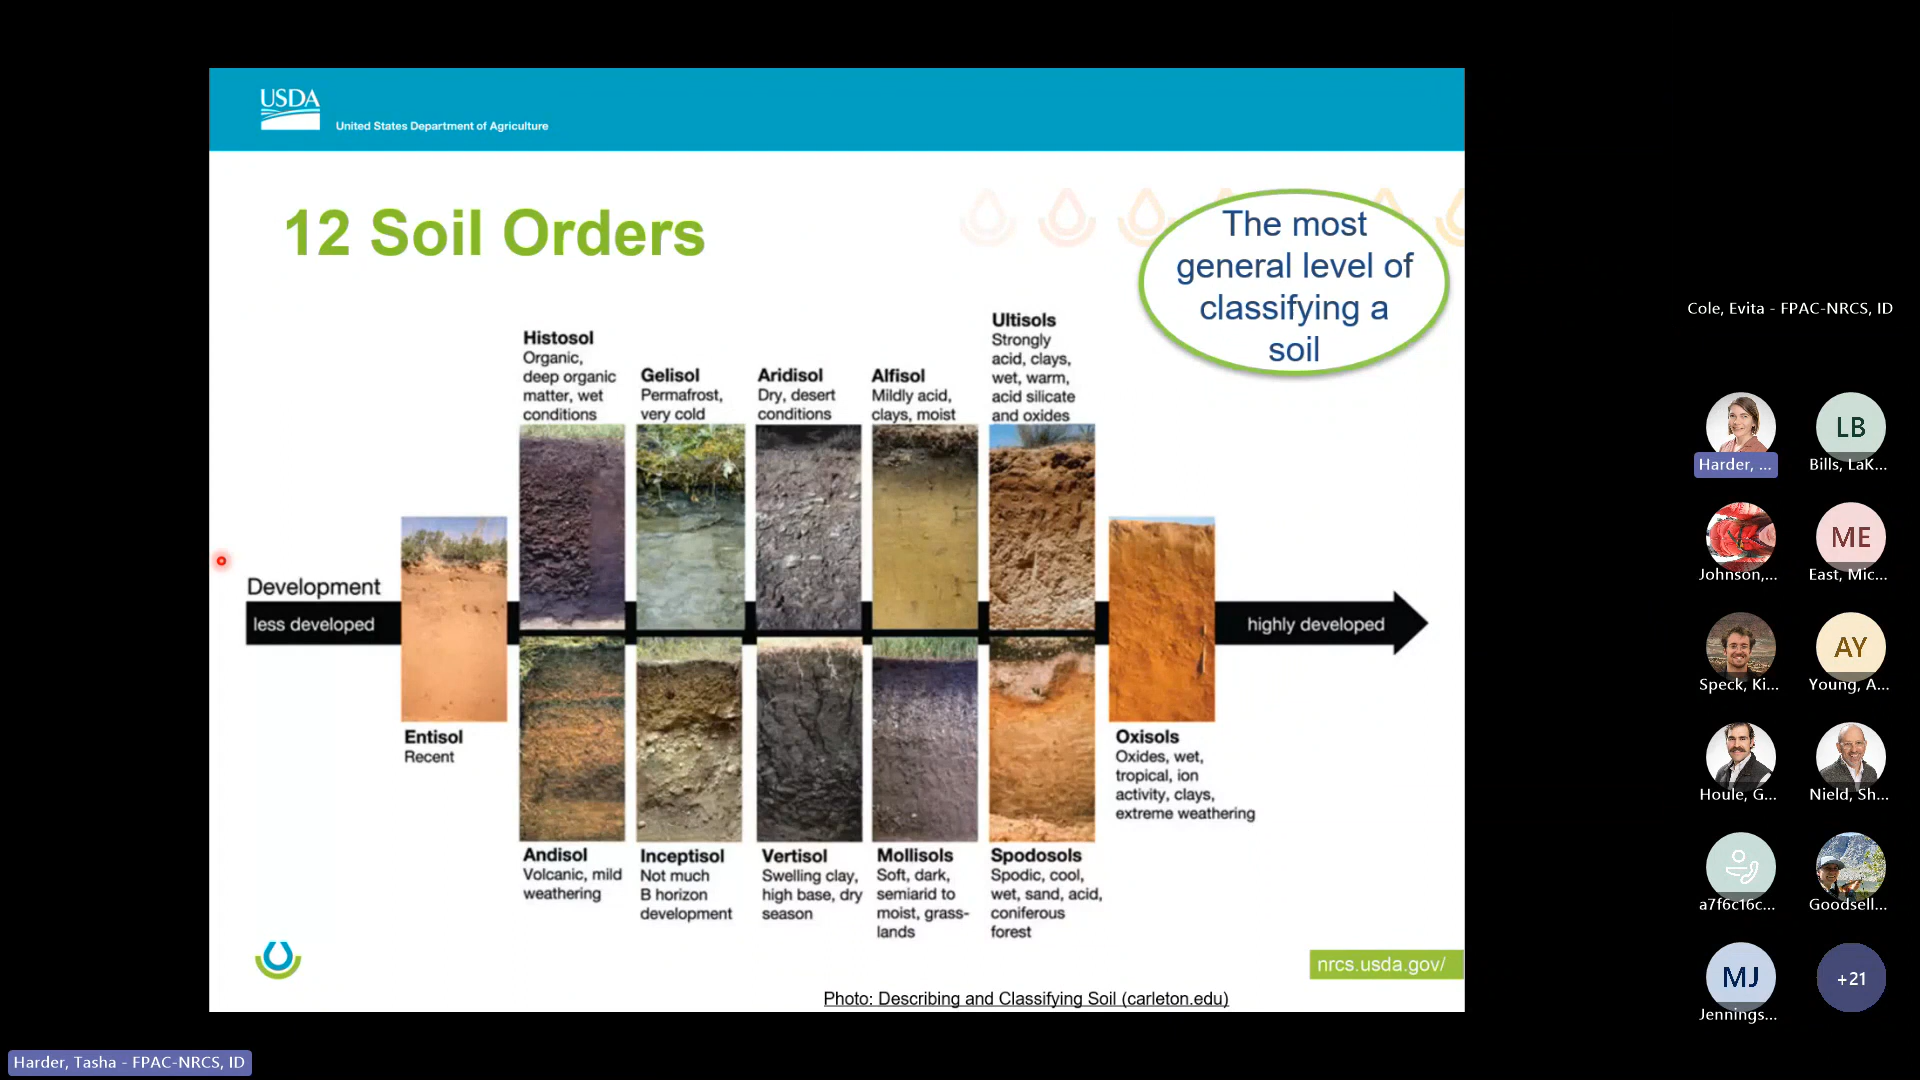 USDA
United States Department of Agriculture
12 Soil Orders
The most
general level of
classifying a
soil
Histosol
Organic,
deep organic
matter, wet
conditions
Gelisol
Permafrost,
very cold
Aridisol
Dry, desert
conditions
Alfisol
Mildly acid,
clays, moist
Ultisols
Strongly
acid, clays,
wet, warm,
acid silicate
and oxides
Development
less developed
highly developed
Entisol
Recent
Andisol
Volcanic, mild
weathering
Inceptisol
Not much
B horizon
development
Vertisol
Swelling clay,
high base, dry
season
Mollisols
Soft, dark,
semiarid to
moist, grass-
lands
Spodosols
Spodic, cool,
wet, sand, acid,
coniferous
forest
Oxisols
Oxides, wet,
tropical, ion
activity, clays,
extreme weathering
nrcs.usda.gov/
Photo: Describing and Classifying Soil (carleton.edu)
Cole, Evita - FPAC-NRCS, ID
Harder, ...
LB
Bills, LaK...
Johnson,...
ME
East, Mic...
Speck, Ki...
AY
Young, A...
Houle, G...
Nield, Sh...
a7f6c16c...
Goodsell...
MJ
Jennings...
+21
Harder, Tasha - FPAC-NRCS, ID